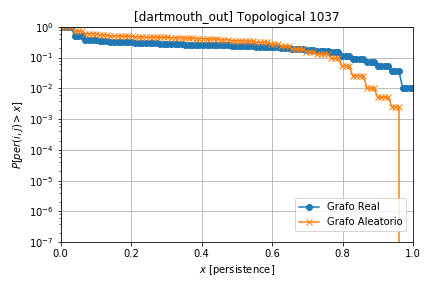 [dartmouth_out] Topological 1037
P[per(i, j) > x]
10^0
10^-1
10^-2
10^-3
10^-4
10^-5
10^-6
10^-7
Grafo Real
Grafo Aleatorio
0.0 0.2 0.4 0.6 0.8 1.0
x [persistence]